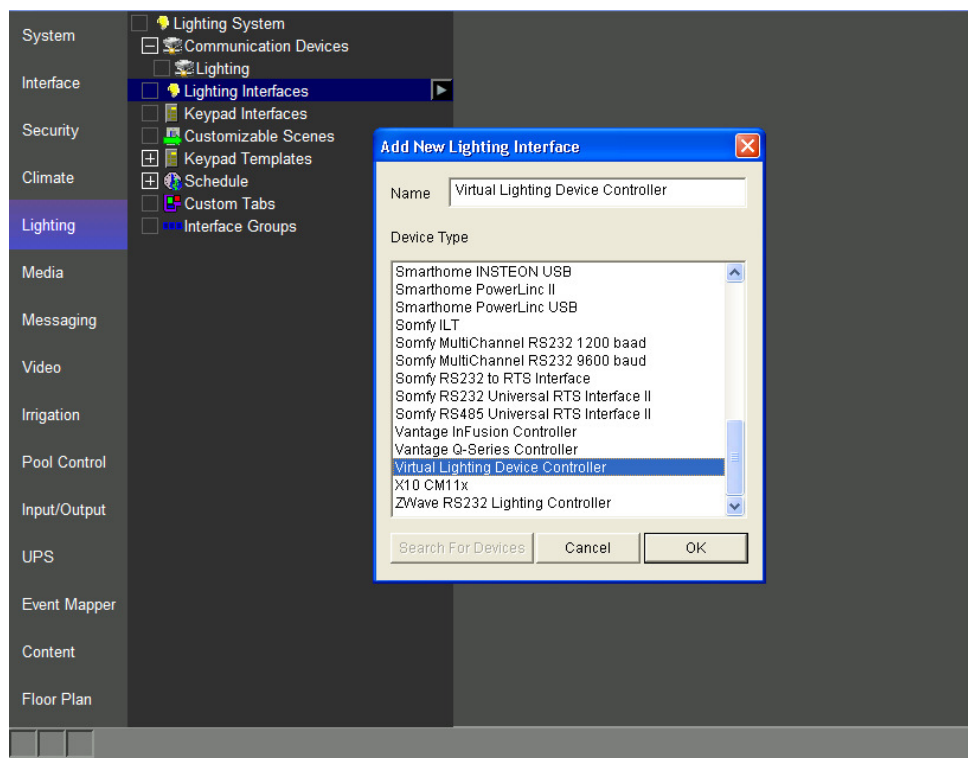 System
Interface
Security
Climate
Lighting
Media
Messaging
Video
Irrigation
Pool Control
Input/Output
UPS
Event Mapper
Content
Floor Plan
Lighting System
Communication Devices
Lighting
Lighting Interfaces
Keypad Interfaces
Customizable Scenes
Keypad Templates
Schedule
Custom Tabs
Interface Groups
Add New Lighting Interface
Name Virtual Lighting Device Controller
Device Type
Smarthome INSTEON USB
Smarthome PowerLinc II
Smarthome PowerLinc USB
Somfy ILT
Somfy MultiChannel RS232 1200 baad
Somfy MultiChannel RS232 9600 baud
Somfy RS232 to RTS Interface
Somfy RS232 Universal RTS Interface II
Somfy RS485 Universal RTS Interface II
Vantage InFusion Controller
Vantage Q-Series Controller
Virtual Lighting Device Controller
X10 CM11x
ZWave RS232 Lighting Controller
Search For Devices Cancel OK